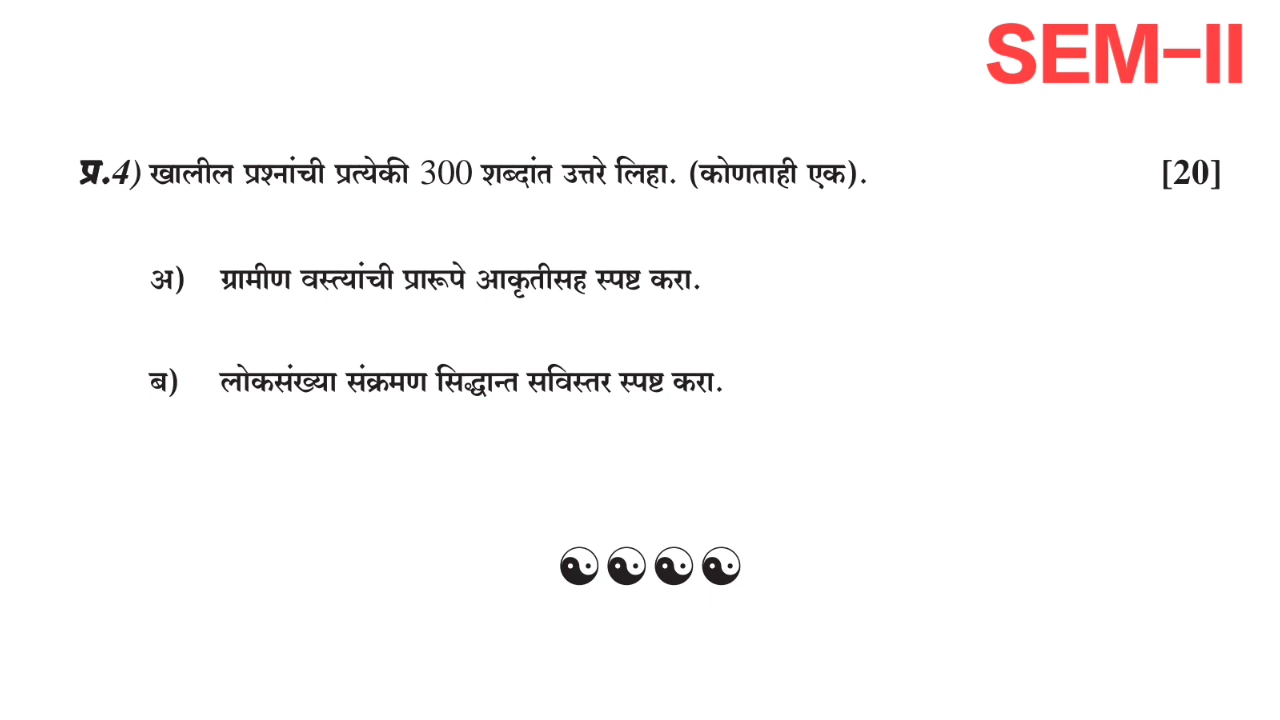 SEM-II
प्र.4) खालील प्रश्नांची प्रत्येकी 300 शब्दांत उत्तरे लिहा. (कोणताही एक). [20]
अ) ग्रामीण वस्त्यांची प्रारूपे आकृतीसह स्पष्ट करा.
ब) लोकसंख्या संक्रमण सिद्धान्त सविस्तर स्पष्ट करा.